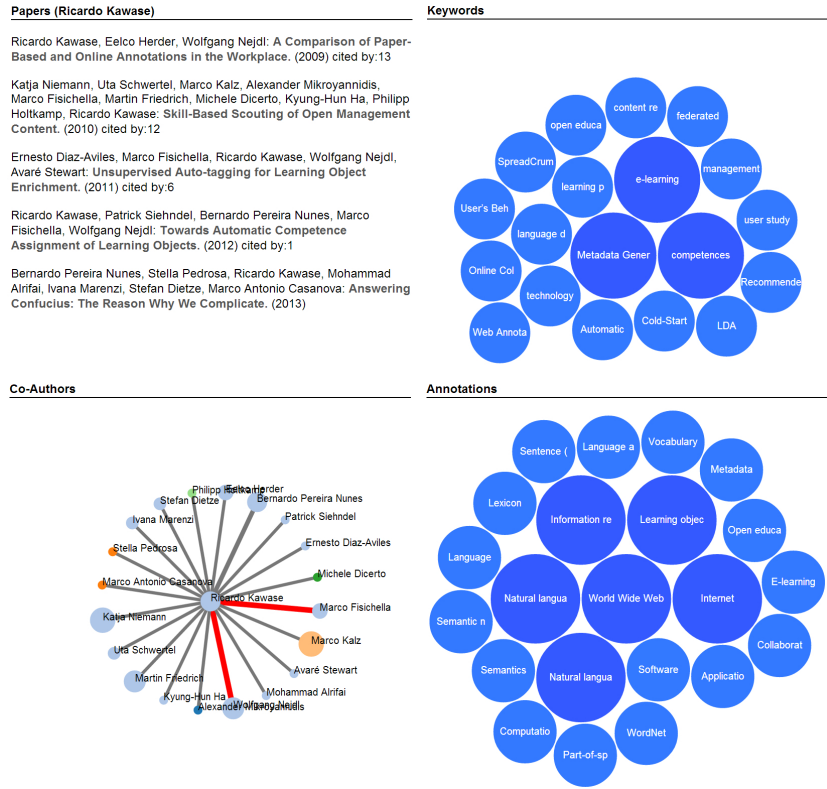 Papers (Ricardo Kawase)
Ricardo Kawase, Eelco Herder, Wolfgang Nejdl: A Comparison of Paper-
Based and Online Annotations in the Workplace. (2009) cited by:13
Katja Niemann, Uta Schwertel, Marco Kalz, Alexander Mikroyannidis,
Marco Fisichella, Martin Friedrich, Michele Dicerto, Kyung-Hun Ha, Philipp
Holtkamp, Ricardo Kawase: Skill-Based Scouting of Open Management
Content. (2010) cited by:12
Ernesto Diaz-Aviles, Marco Fisichella, Ricardo Kawase, Wolfgang Nejdl,
Avaré Stewart: Unsupervised Auto-tagging for Learning Object
Enrichment. (2011) cited by:6
Ricardo Kawase, Patrick Siehndel, Bernardo Pereira Nunes, Marco
Fisichella, Wolfgang Nejdl: Towards Automatic Competence
Assignment of Learning Objects. (2012) cited by:1
Bernardo Pereira Nunes, Stella Pedrosa, Ricardo Kawase, Mohammad
Alrifai, Ivana Marenzi, Stefan Dietze, Marco Antonio Casanova: Answering
Confucius: The Reason Why We Complicate. (2013)
Keywords
content re
federated
open educa
SpreadCrum
management
e-learning
learning p
User's Beh
user study
language d
Metadata Gener
competences
Online Col
Recommende
technology
Cold-Start
LDA
Automatic
Web Annota
Co-Authors
Philipp Holtkamp
Eelco Herder
Stefan Dietze
Bernardo Pereira Nunes
Ivana Marenzi
Patrick Siehndel
Stella Pedrosa
Ernesto Diaz-Aviles
Michele Dicerto
Marco Antonio Casanova
Ricardo Kawase
Marco Fisichella
Katja Niemann
Marco Kalz
Uta Schwertel
Avaré Stewart
Martin Friedrich
Mohammad Alrifai
Kyung-Hun Ha
Wolfgang Nejdl
Alexander Mikroyannidis
Annotations
Sentence (
Language a
Vocabulary
Metadata
Lexicon
Information re
Learning objec
Open educa
Language
E-learning
Natural langua
World Wide Web
Internet
Semantic n
Collaborat
Semantics
Natural langua
Software
Applicatio
Computatio
WordNet
Part-of-sp